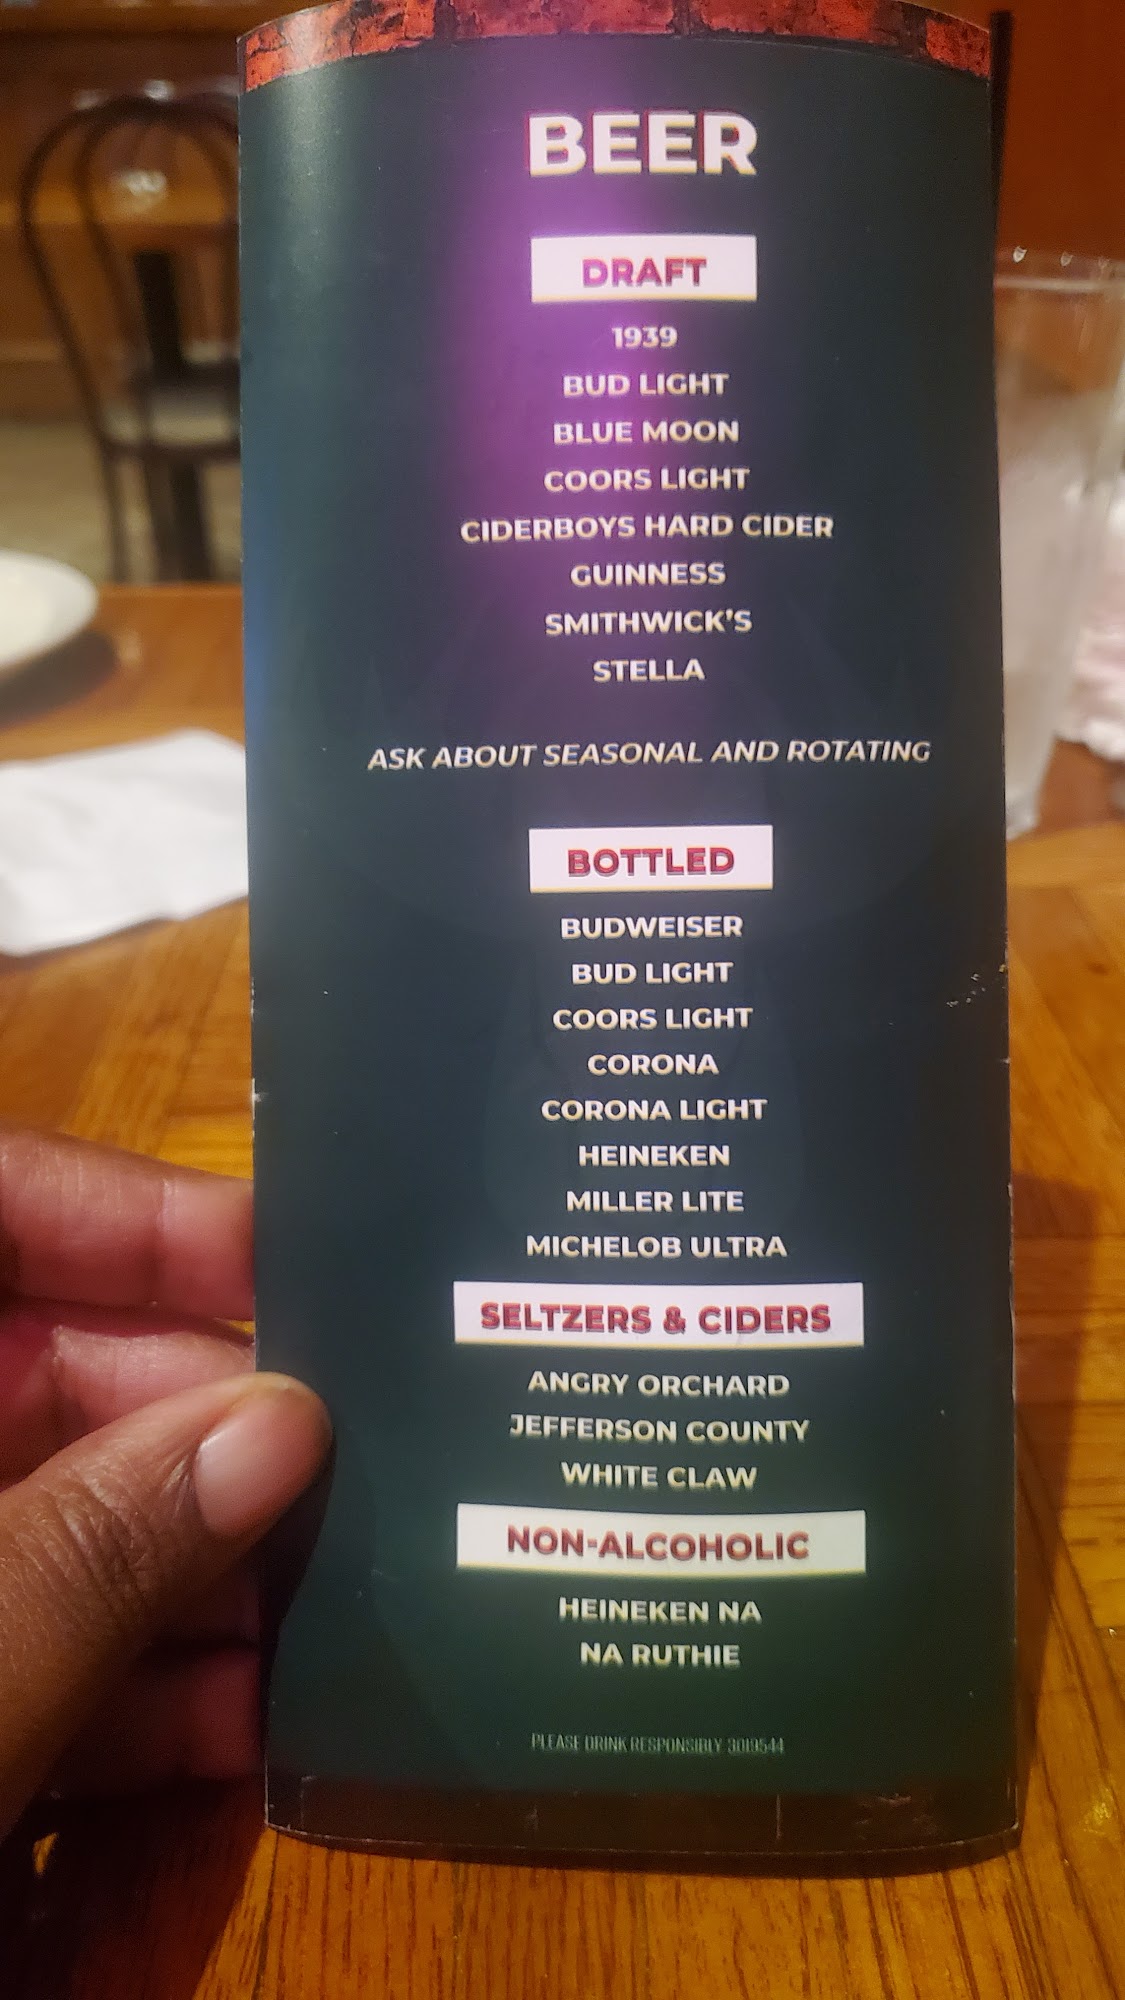 BEER
DRAFT
1939
BUD LIGHT
BLUE MOON
COORS LIGHT
CIDERBOYS HARD CIDER
GUINNESS
SMITHWICK'S
STELLA
ASK ABOUT SEASONAL AND ROTATING
BOTTLED
BUDWEISER
BUD LIGHT
COORS LIGHT
CORONA
CORONA LIGHT
HEINEKEN
MILLER LITE
MICHELOB ULTRA
SELTZERS & CIDERS
ANGRY ORCHARD
JEFFERSON COUNTY
WHITE CLAW
NON-ALCOHOLIC
HEINEKEN NA
NA RUTHIE
PLEASE DRINK RESPONSIBLY 3019544